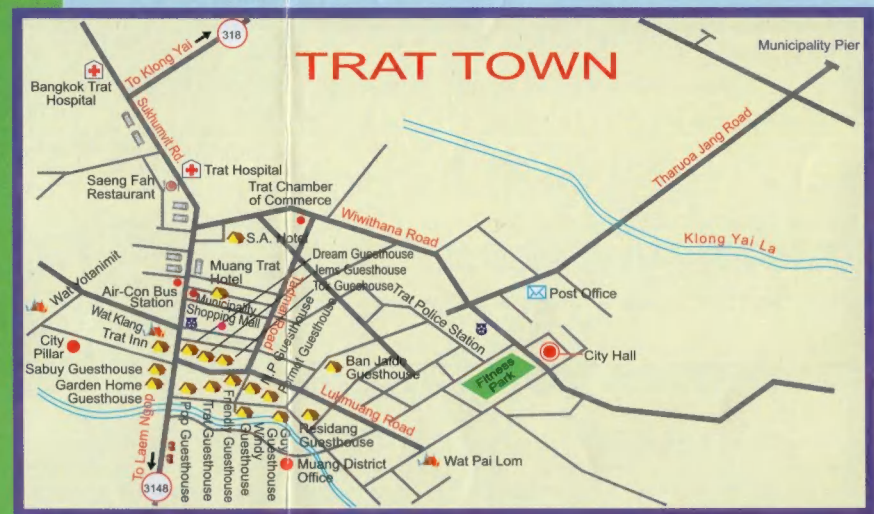 TRAT TOWN
318
To Klong Yai
Municipality Pier
Bangkok Trat
Hospital
Sukhumvit Rd.
Tharuoa Jang Road
Trat Hospital
Saeng Fah
Restaurant
Trat Chamber
of Commerce
Wiwithana Road
S.A. Hotel
Klong Yai La
Dream Guesthouse
Jems Guesthouse
Guesthouse
Muang Trat
Hotel
Wat Yotanimit
Air-Con Bus
Station
Municipality
Shopping Mall
Road
Trat Police Station
Post Office
Wat Klang
Trat Inn
N.P Guesthouse
Guesthouse
City
Pillar
City Hall
Sabuy Guesthouse
Ban Jaide
Guesthouse
Fitness
Park
Garden Home
Guesthouse
Lukmuang Road
To Laem Ngop
Pop Guesthouse
Trat Guesthouse
Friendly Guesthouse
Windy
Guesthouse
Guy
Guesthouse
Residang
Guesthouse
Muang District
Office
Wat Pai Lom
3148